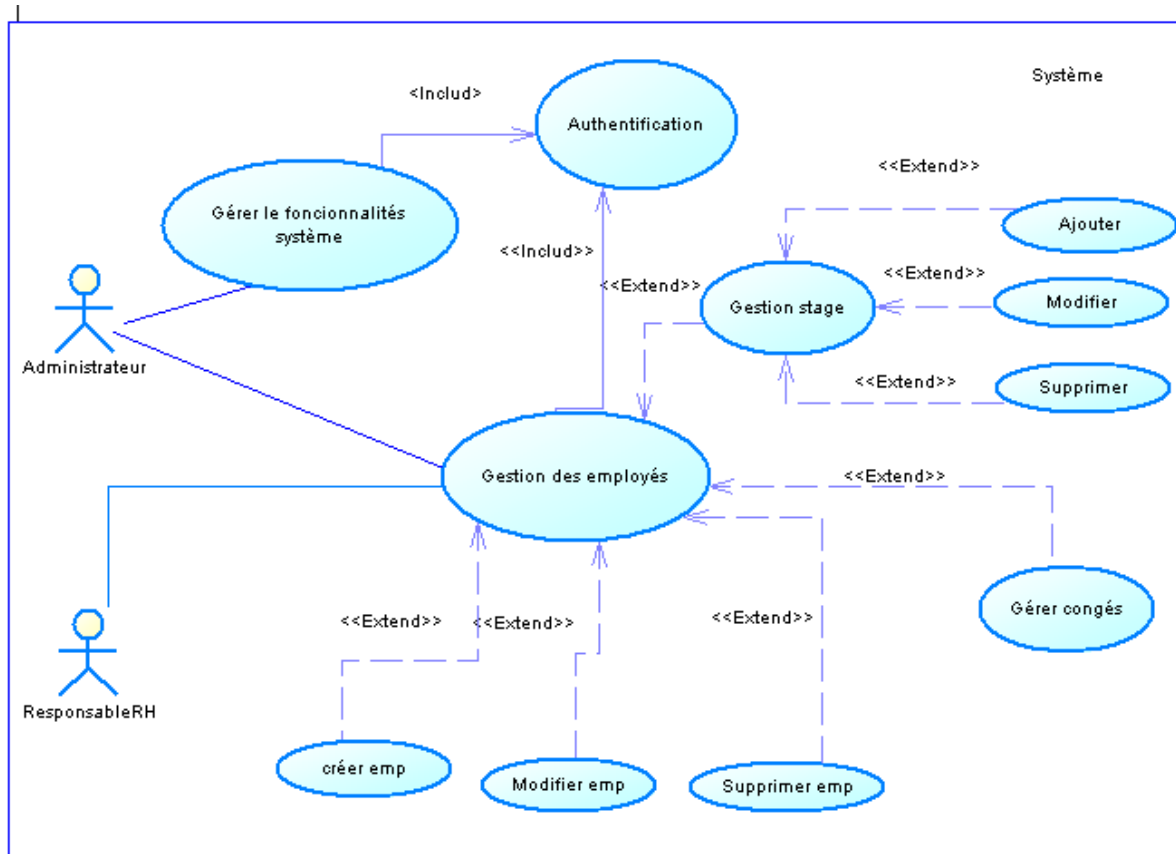 Système
<Includ>
Authentification
<<Extend>>
Gérer le foncionnalités
système
Ajouter
<<Includ>>
<<Extend>>
<<Extend>>
Gestion stage
Modifier
Administrateur
<<Extend>>
Supprimer
Gestion des employés
<<Extend>>
Gérer congés
<<Extend>>
<<Extend>>
<<Extend>>
ResponsableRH
créer emp
Modifier emp
Supprimer emp